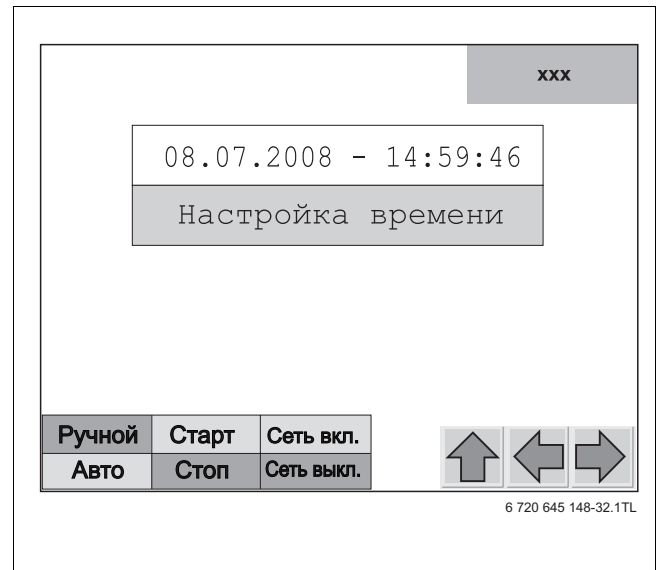 xxx
08.07.2008 - 14:59:46
Настройка времени
Ручной Старт Сеть вкл.
Авто Стоп Сеть выкл.
6 720 645 148-32.1TL